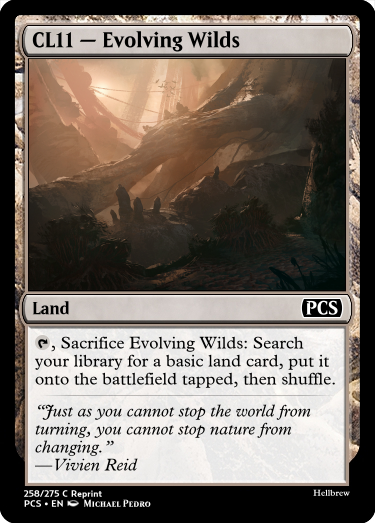 CL11 — Evolving Wilds
Land
PCS
, Sacrifice Evolving Wilds: Search
your library for a basic land card, put it
onto the battlefield tapped, then shuffle.
“Just as you cannot stop the world from
turning, you cannot stop nature from
changing.”
—Vivien Reid
258/275 C Reprint
Hellbrew
PCS • EN Michael Pedro